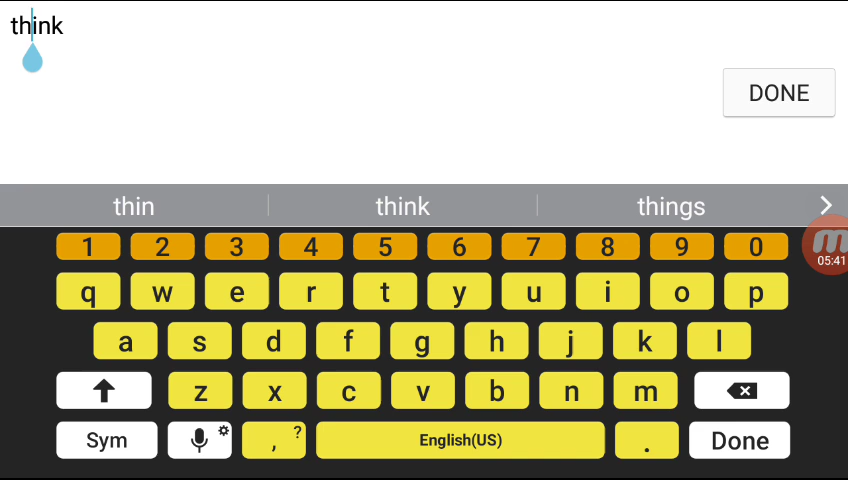 think
DONE
thin think things
1 2 3 4 5 6 7 8 9 0
05:41
q w e r t y u i o p
a s d f g h j k l
z x c v b n m
Sym , ? English(US) . Done